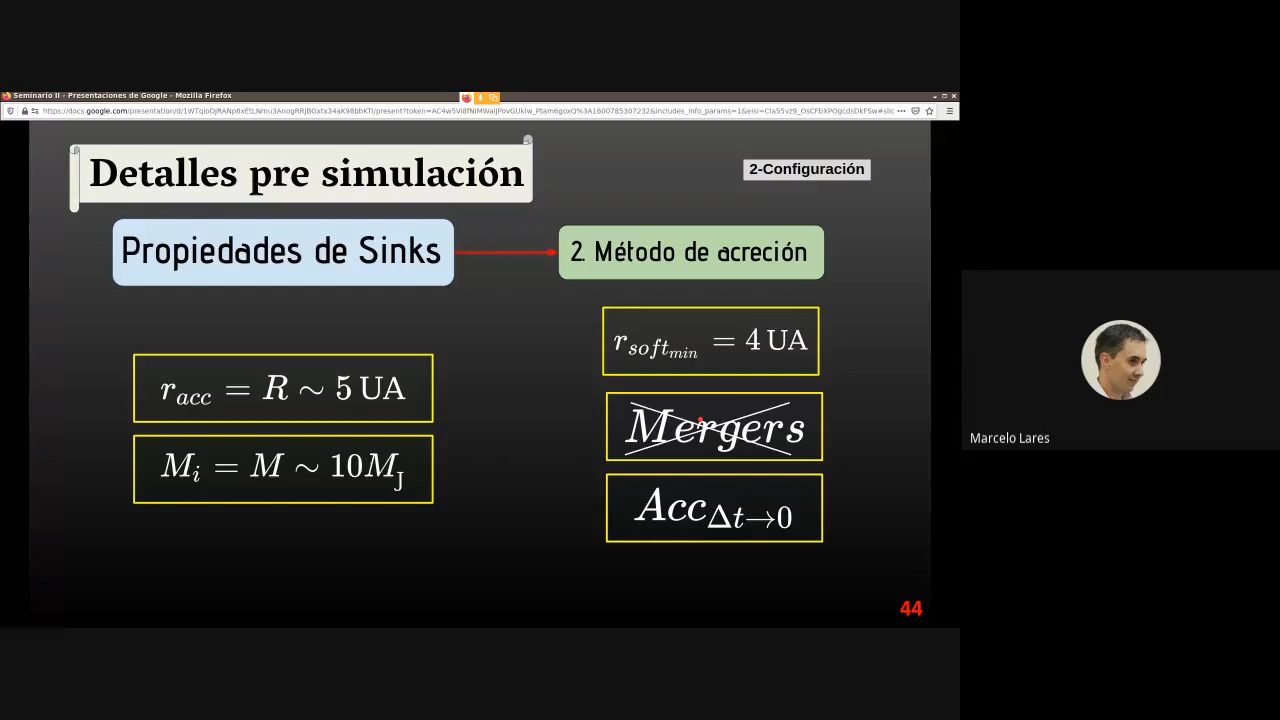 Seminario II - Presentaciones de Google - Mozilla Firefox
Detalles pre simulación
2-Configuración
Propiedades de Sinks
2. Método de acreción
r_{acc} = R ∼ 5 UA
M_i = M ∼ 10M_J
r_{soft_{min}} = 4 UA
Mergers
Acc_{Δt→0}
44
Marcelo Lares